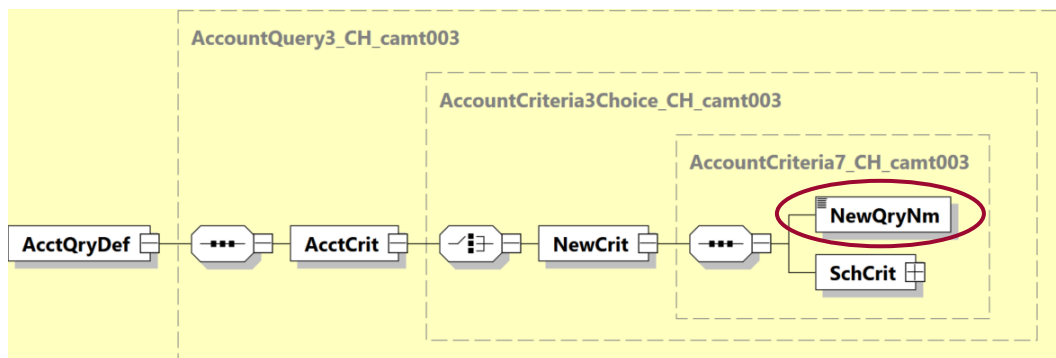 AccountQuery3_CH_camt003
AccountCriteria3Choice_CH_camt003
AccountCriteria7_CH_camt003
NewQryNm
AcctQryDef
AcctCrit
NewCrit
SchCrit